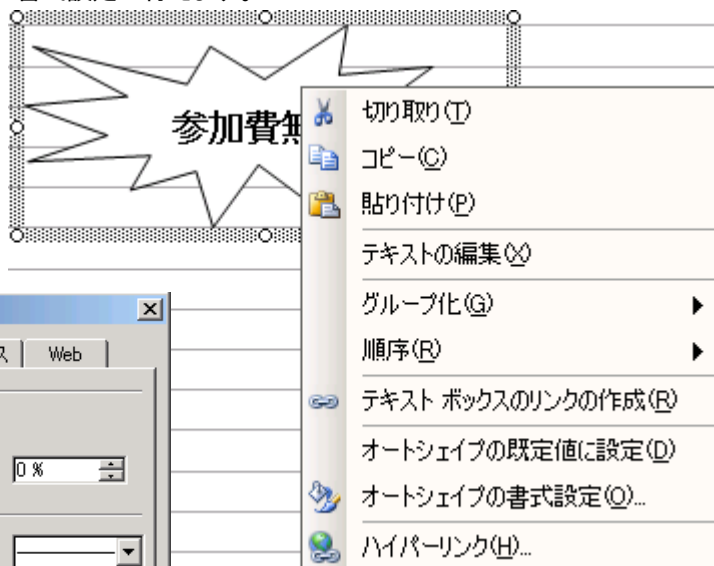 参加費無
切り取り(T)
コピー(C)
貼り付け(P)
テキストの編集(X)
グループ化(G)
順序(R)
テキスト ボックスのリンクの作成(R)
オートシェイプの既定値に設定(D)
オートシェイプの書式設定(O)...
ハイパーリンク(H)...
ス Web
0 %